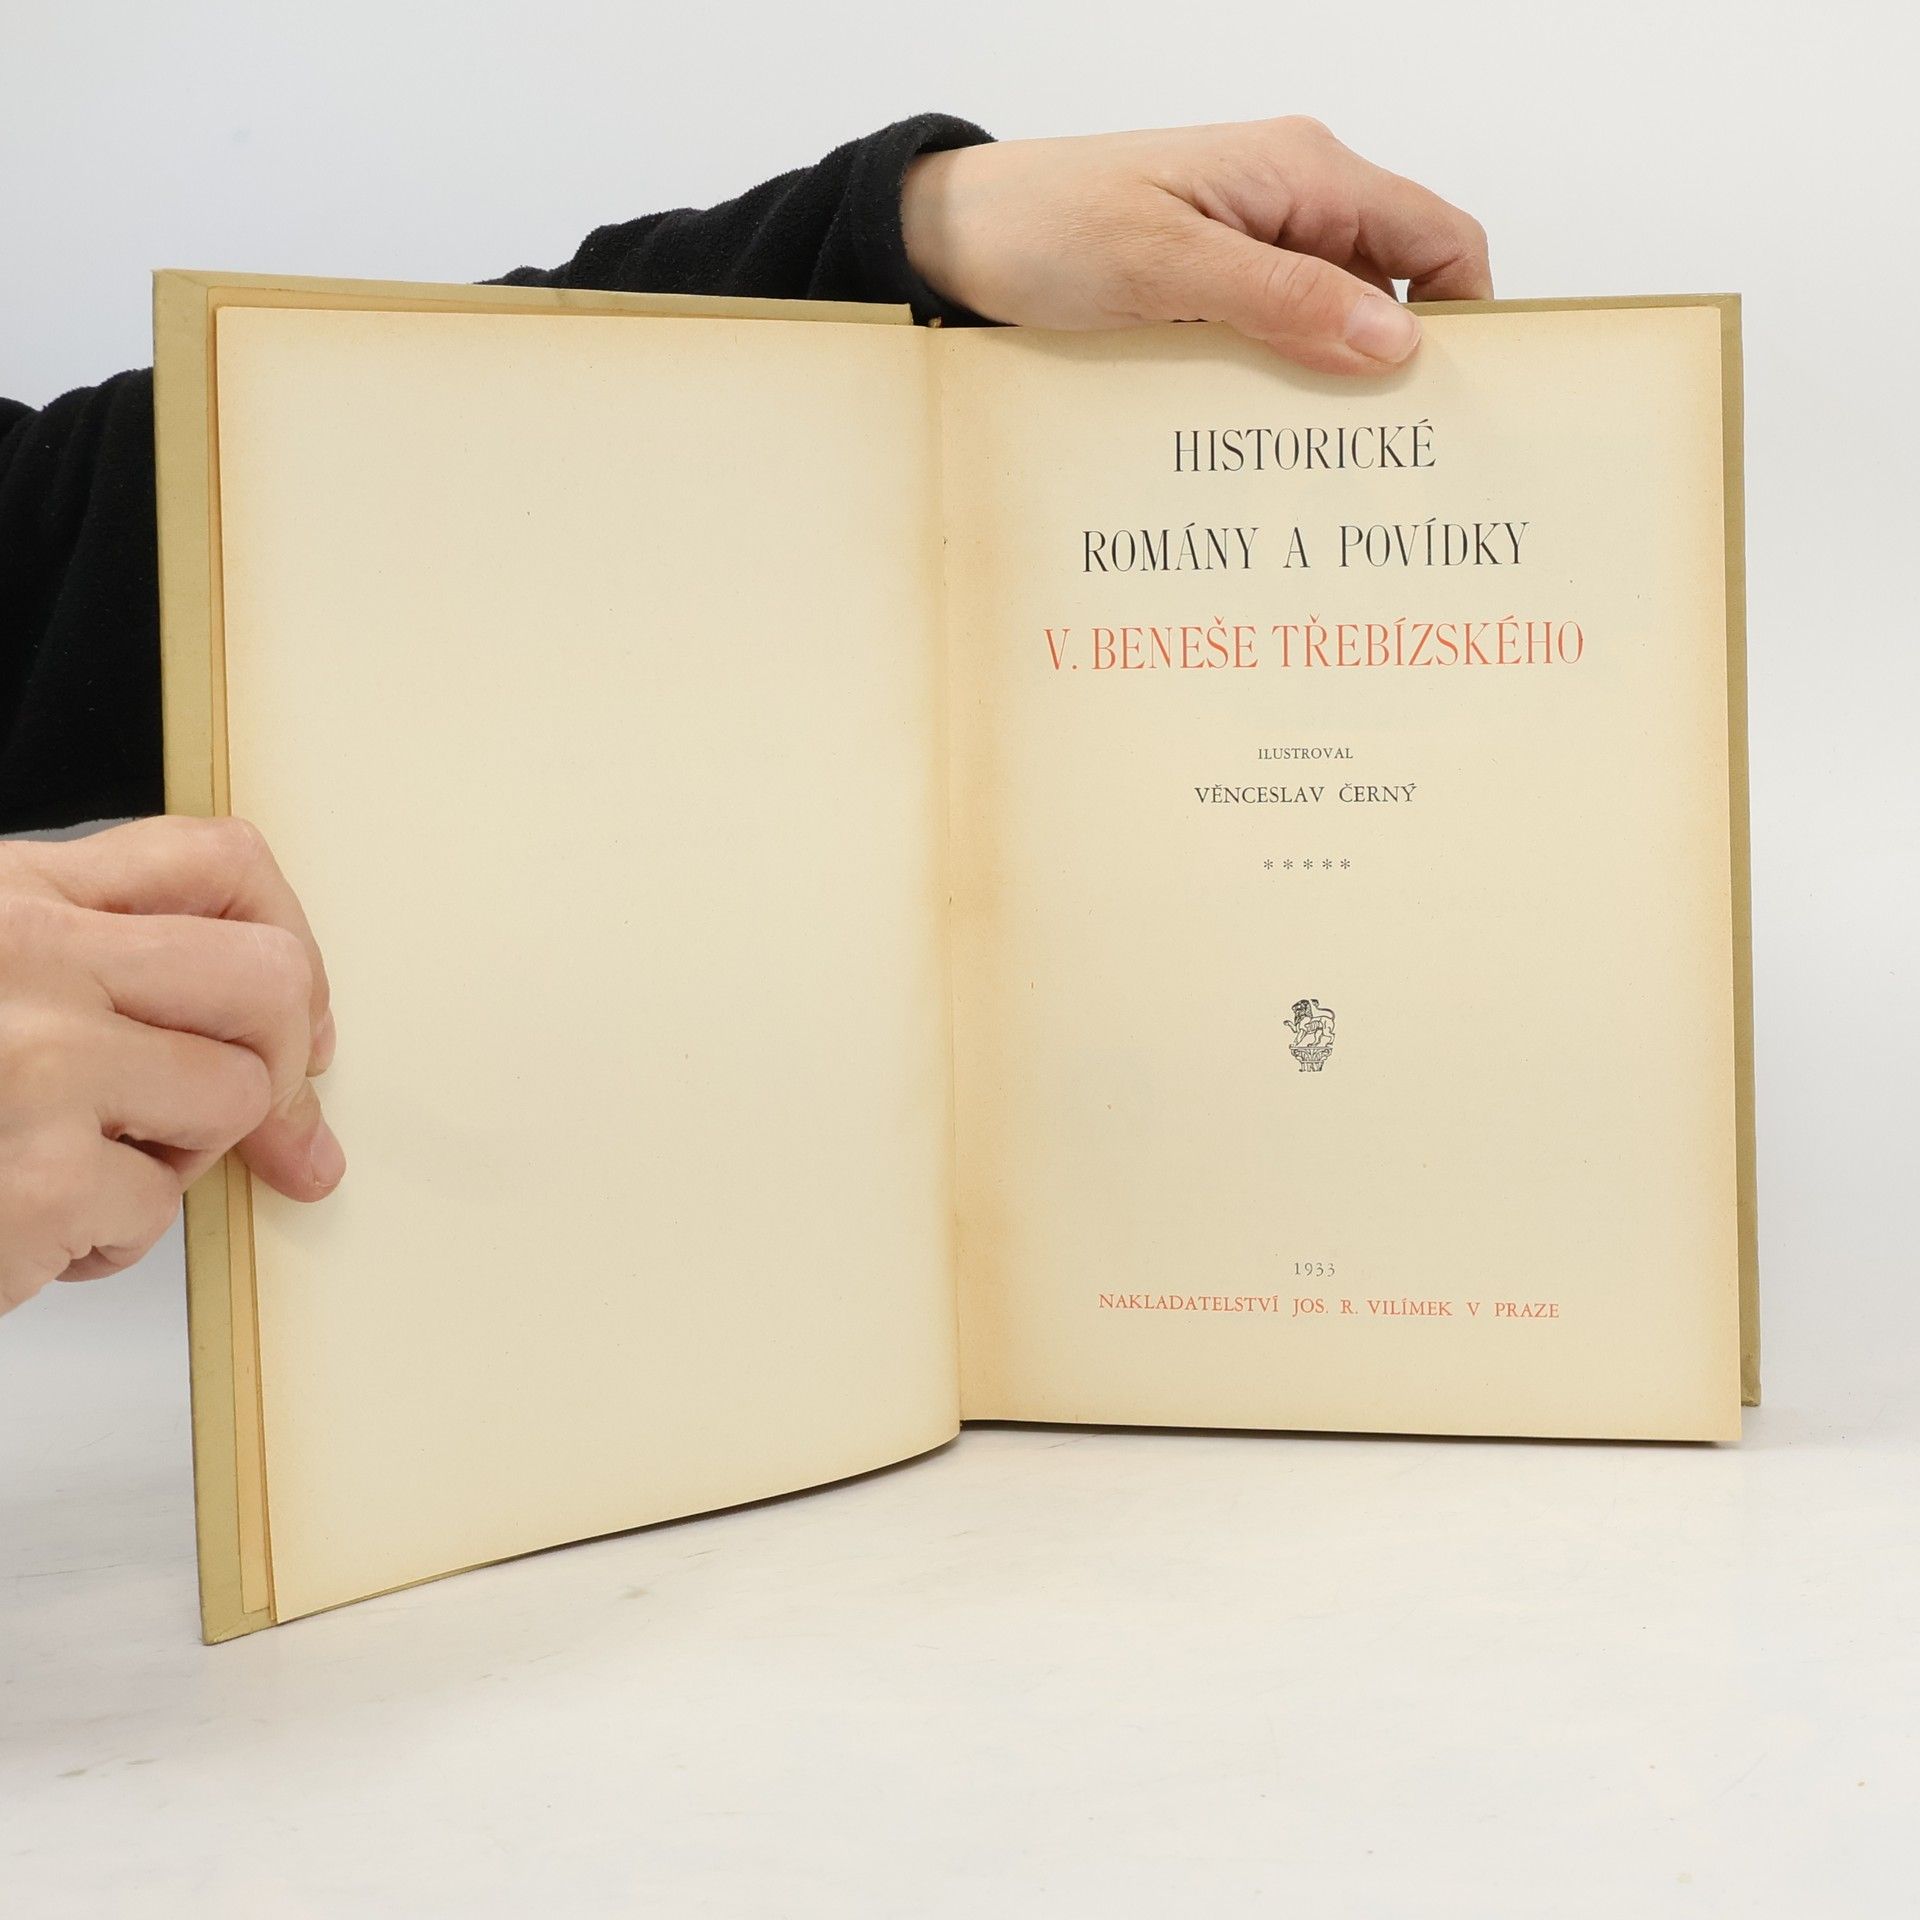 HISTORICKÉ
ROMÁNY A POVÍDKY
V. BENEŠE TŘEBÍZSKÉHO
ILUSTROVAL
VĚNCESLAV ČERNÝ
* * * * *
1933
NAKLADATELSTVÍ JOS. R. VILÍMEK V PRAZE